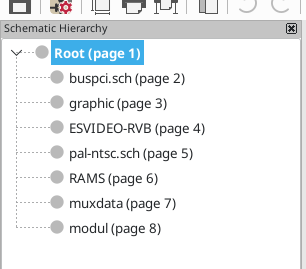 Schematic Hierarchy
Root (page 1)
buspci.sch (page 2)
graphic (page 3)
ESVIDEO-RVB (page 4)
pal-ntsc.sch (page 5)
RAMS (page 6)
muxdata (page 7)
modul (page 8)